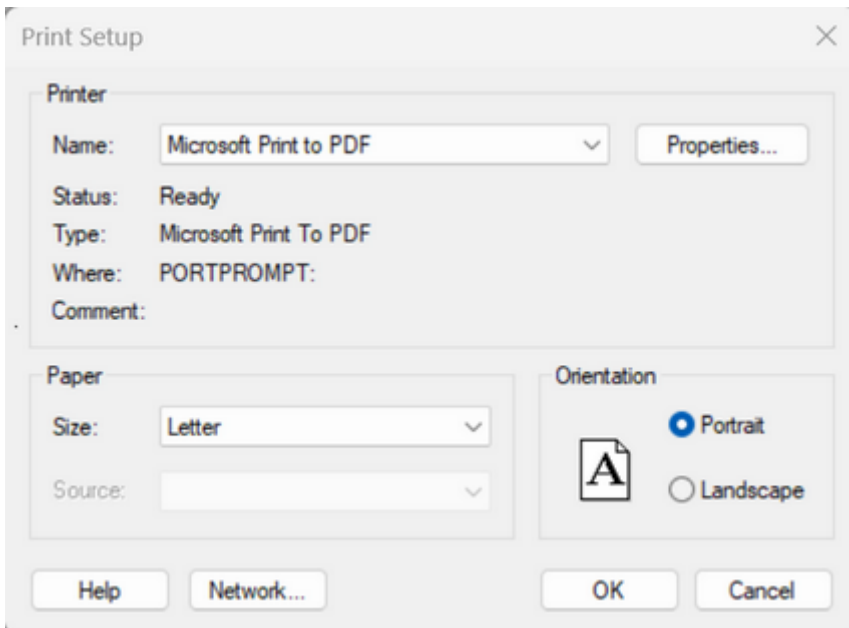 Print Setup
Printer
Name: Microsoft Print to PDF Properties...
Status: Ready
Type: Microsoft Print To PDF
Where: PORTPROMPT:
Comment:
Paper
Size: Letter
Source:
Orientation
Portrait
A
Landscape
Help Network... OK Cancel